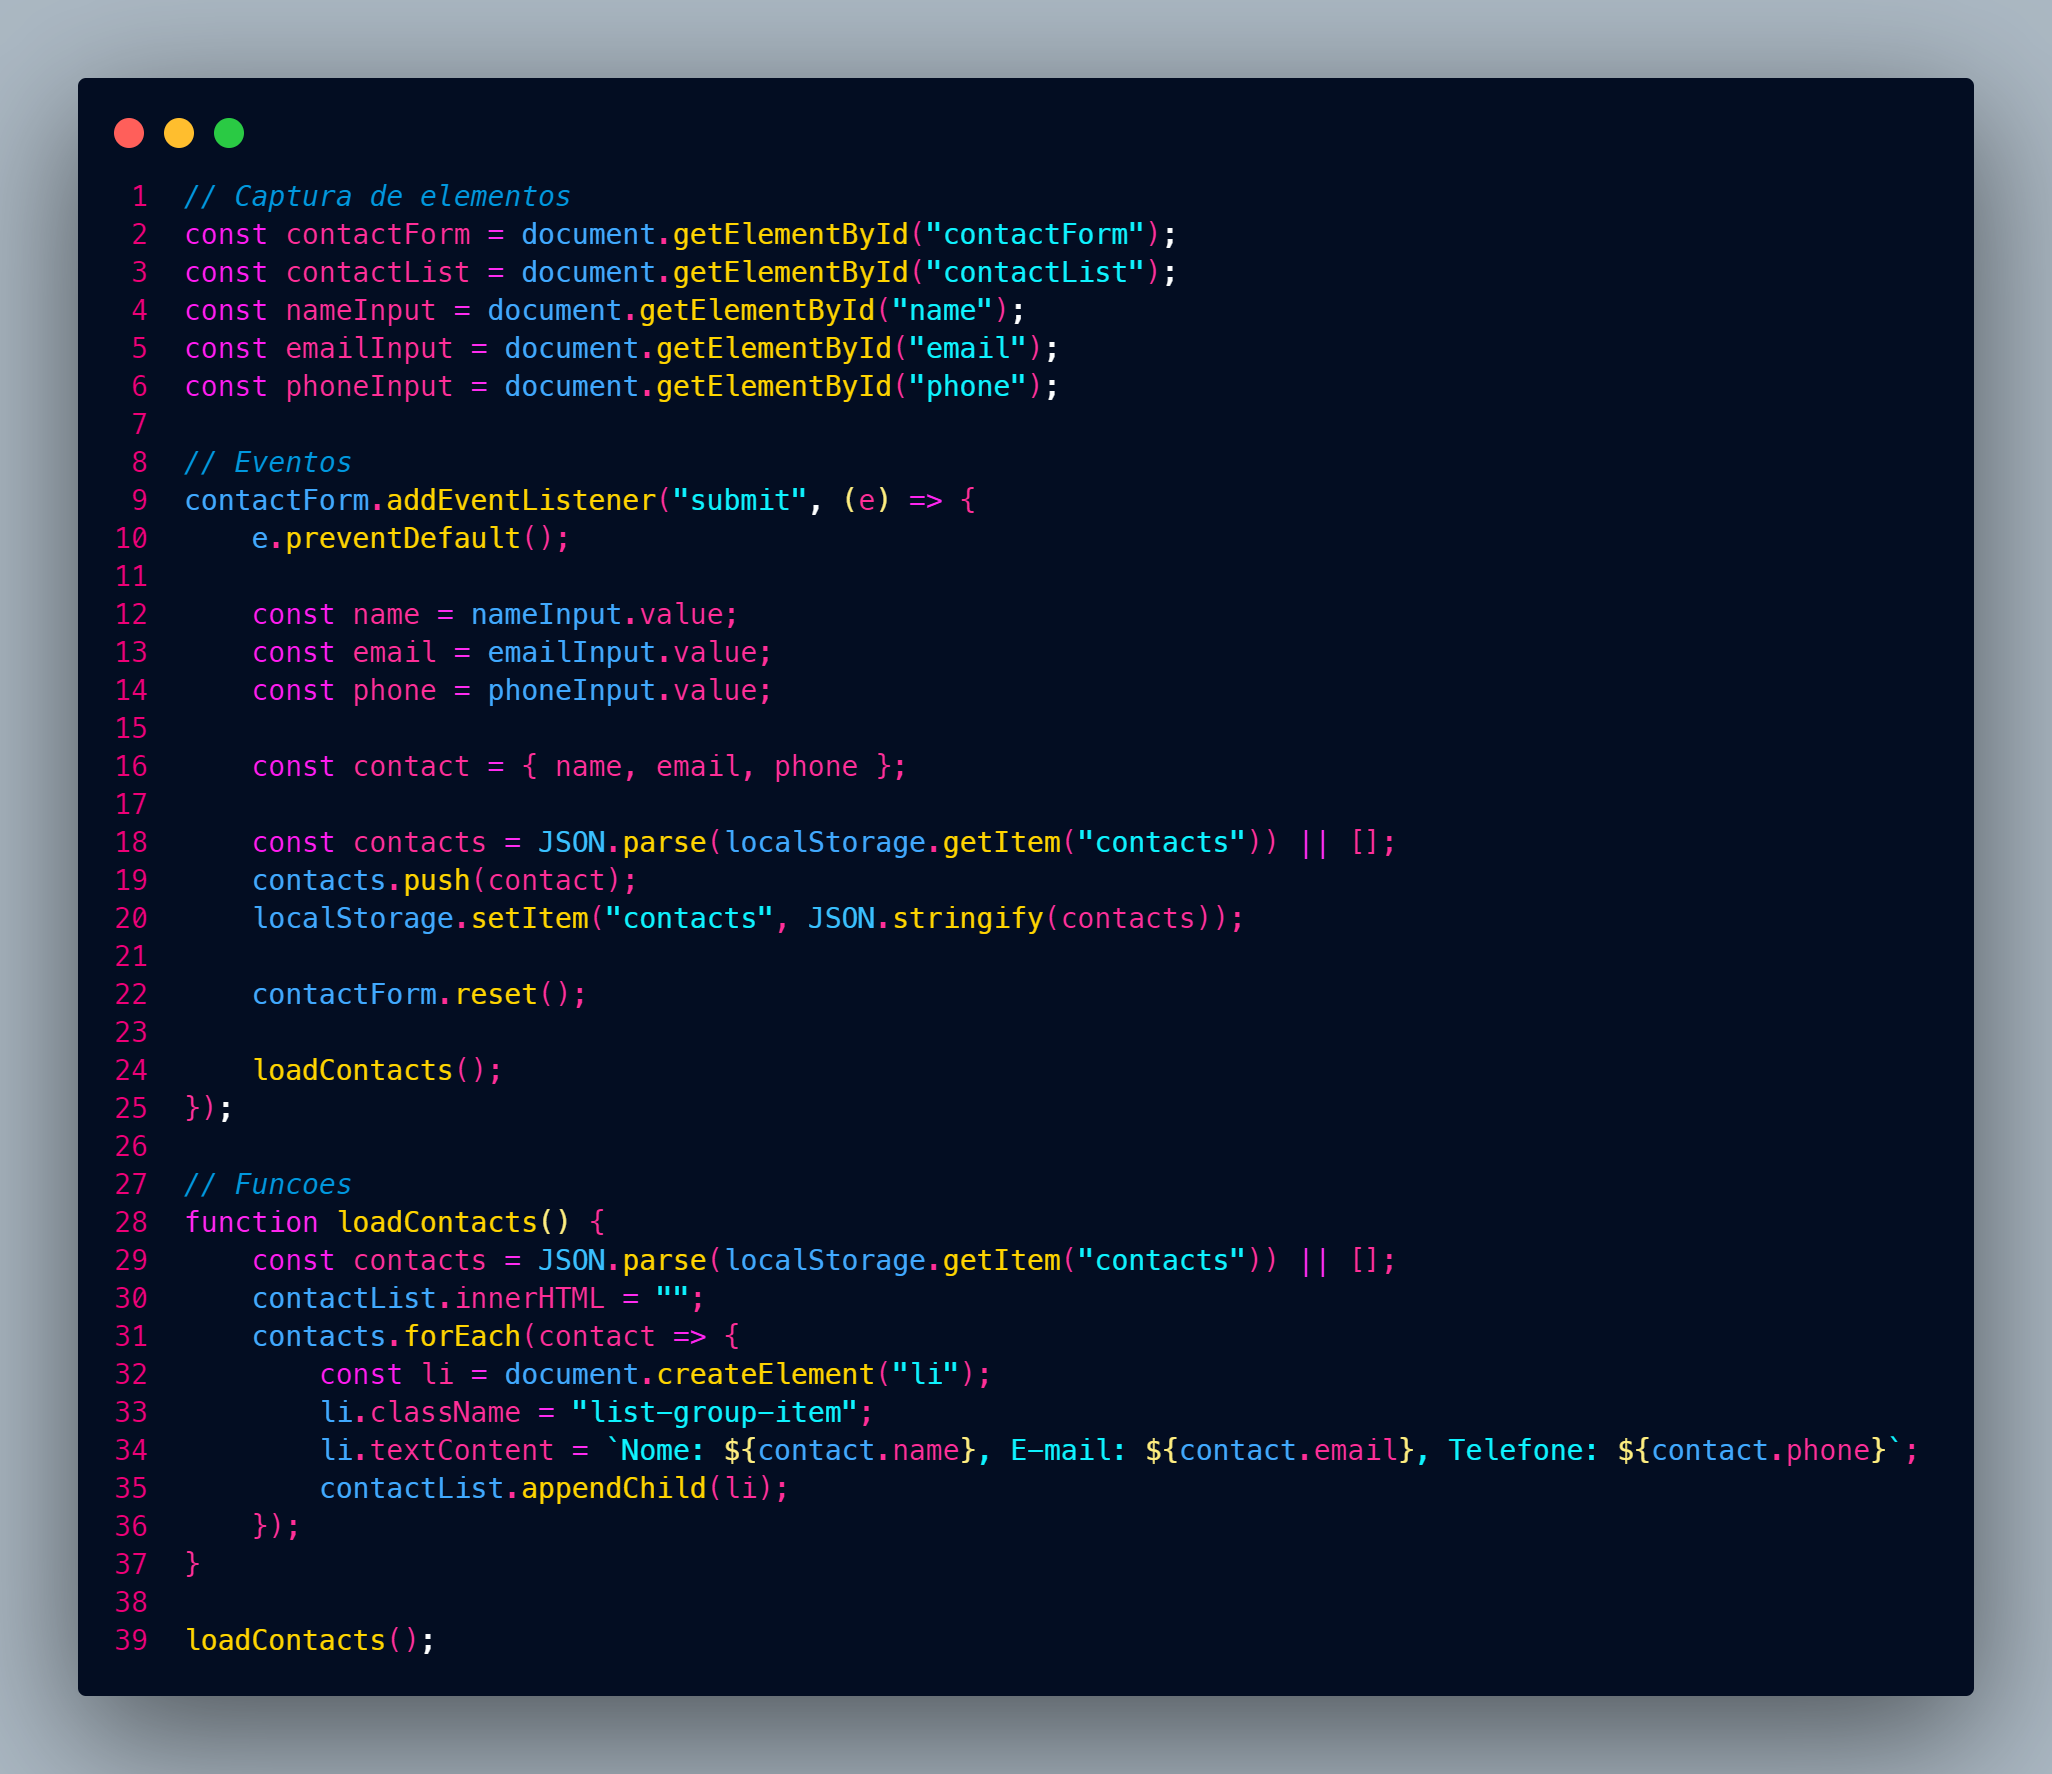 1 // Captura de elementos
2 const contactForm = document.getElementById("contactForm");
3 const contactList = document.getElementById("contactList");
4 const nameInput = document.getElementById("name");
5 const emailInput = document.getElementById("email");
6 const phoneInput = document.getElementById("phone");
7
8 // Eventos
9 contactForm.addEventListener("submit", (e) => {
10     e.preventDefault();
11
12     const name = nameInput.value;
13     const email = emailInput.value;
14     const phone = phoneInput.value;
15
16     const contact = { name, email, phone };
17
18     const contacts = JSON.parse(localStorage.getItem("contacts")) || [];
19     contacts.push(contact);
20     localStorage.setItem("contacts", JSON.stringify(contacts));
21
22     contactForm.reset();
23
24     loadContacts();
25 });
26
27 // Funcoes
28 function loadContacts() {
29     const contacts = JSON.parse(localStorage.getItem("contacts")) || [];
30     contactList.innerHTML = "";
31     contacts.forEach(contact => {
32         const li = document.createElement("li");
33         li.className = "list-group-item";
34         li.textContent = `Nome: ${contact.name}, E-mail: ${contact.email}, Telefone: ${contact.phone}`;
35         contactList.appendChild(li);
36     });
37 }
38
39 loadContacts();